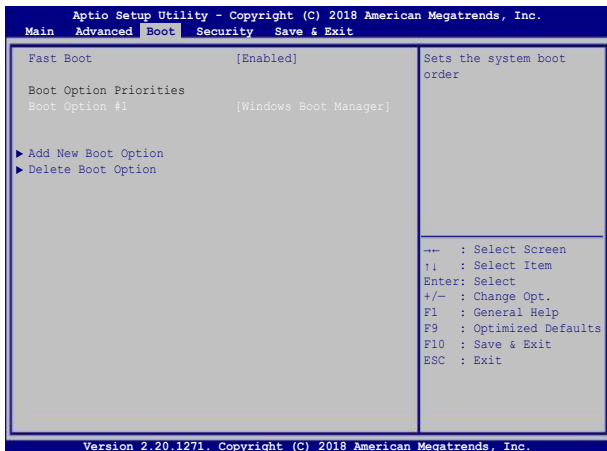 Aptio Setup Utility - Copyright (C) 2018 American Megatrends, Inc.
Main Advanced Boot Security Save & Exit
Fast Boot [Enabled]
Boot Option Priorities
Boot Option #1 [Windows Boot Manager]
▶ Add New Boot Option
▶ Delete Boot Option
Sets the system boot
order
→← : Select Screen
↑↓ : Select Item
Enter: Select
+/— : Change Opt.
F1 : General Help
F9 : Optimized Defaults
F10 : Save & Exit
ESC : Exit
Version 2.20.1271. Copyright (C) 2018 American Megatrends, Inc.